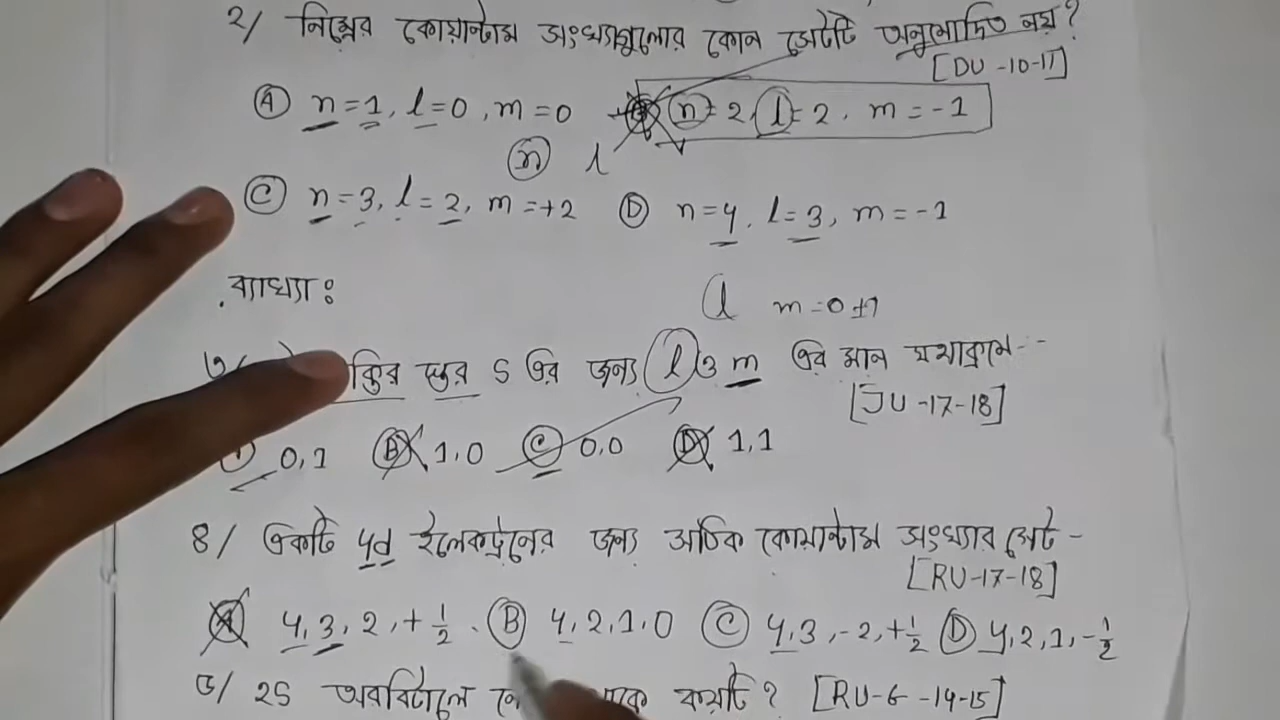 ২/ নিম্নের কোয়ান্টাম সংখ্যাগুলোর কোন সেটটি অনুমোদিত নয়?
[DU -10-11]
Ⓐ n=1, l=0, m=0 n=2, l=2, m=-1
n l
Ⓒ n=3, l=2, m=+2 Ⓓ n=4, l=3, m=-1
ব্যাখ্যা:
l m=0±1
৩/ স্তর S এর জন্য l ও m এর মান যথাক্রমে--
[JU-17-18]
0,1 Ⓑ 1,0 Ⓒ 0,0 Ⓓ 1,1
৪/ একটি 4d ইলেকট্রনের জন্য সঠিক কোয়ান্টাম সংখ্যার সেট-
[RU-17-18]
Ⓐ 4,3,2,+1/2 Ⓑ 4,2,1,0 Ⓒ 4,3,-2,+1/2 Ⓓ 4,2,1,-1/2
2S অরবিটালে কয়টি? [RU-G-14-15]